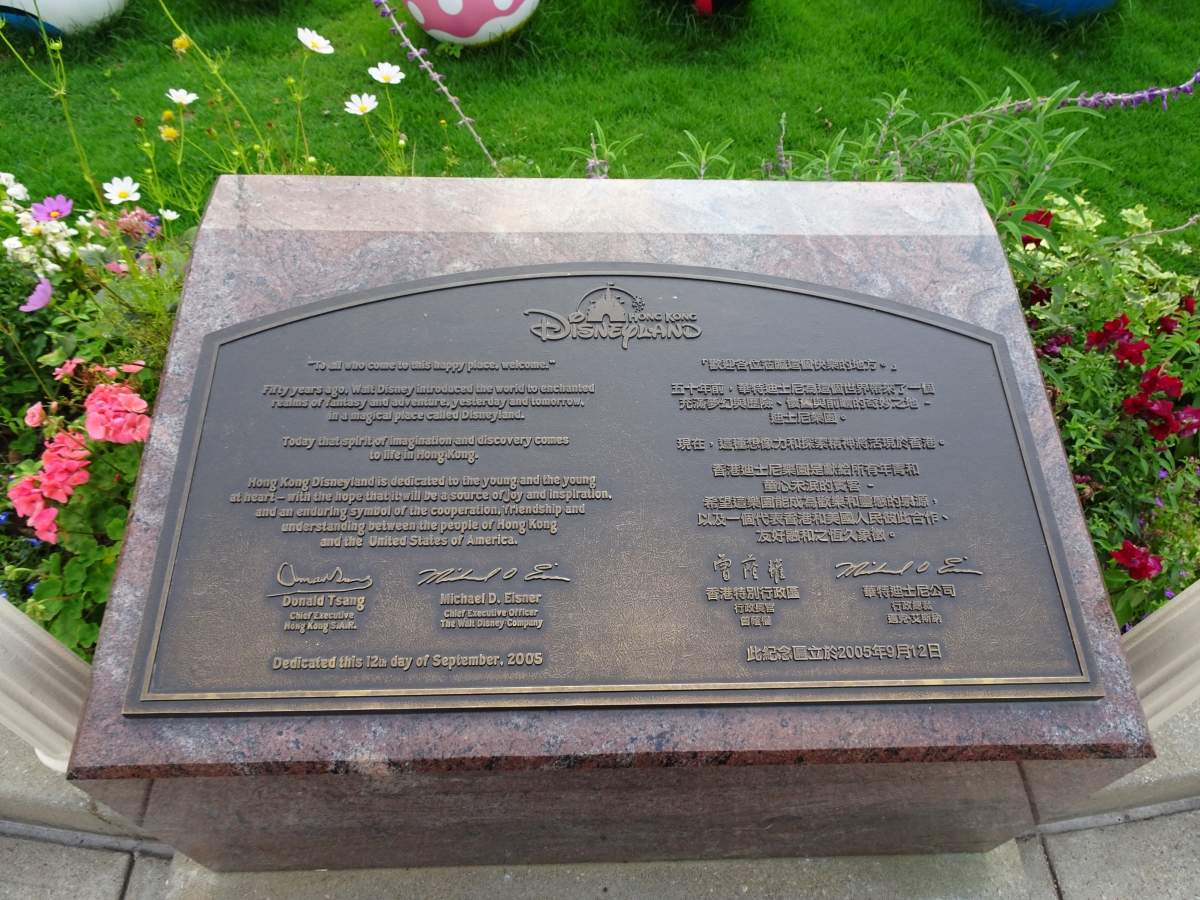 HONG KONG
DISNEYLAND
"To all who come to this happy place, welcome."
Fifty years ago, Walt Disney introduced the world to enchanted
realms of fantasy and adventure, yesterday and tomorrow,
in a magical place called Disneyland.
Today that spirit of imagination and discovery comes
to life in Hong Kong.
Hong Kong Disneyland is dedicated to the young and the young
at heart – with the hope that it will be a source of joy and inspiration,
and an enduring symbol of the cooperation, friendship and
understanding between the people of Hong Kong
and the United States of America.
Donald Tsang
Chief Executive
Hong Kong S.A.R.
Michael D. Eisner
Chief Executive Officer
The Walt Disney Company
Dedicated this 12th day of September, 2005
「歡迎各位蒞臨這個快樂的地方。」
五十年前，華特迪士尼為這個世界帶來了一個
充滿夢幻與歷險、懷舊與前瞻的奇妙之地 –
迪士尼樂園。
現在，這種想像力和探索精神將活現於香港。
香港迪士尼樂園是獻給所有年青和
童心未泯的賓客 –
希望這樂園能成為歡樂和靈感的泉源，
以及一個代表香港和美國人民彼此合作、
友好融和之恆久象徵。
曾蔭權
香港特別行政區
行政長官
曾蔭權
Michael D. Eisner
華特迪士尼公司
行政總裁
邁克·艾斯納
此紀念匾立於2005年9月12日